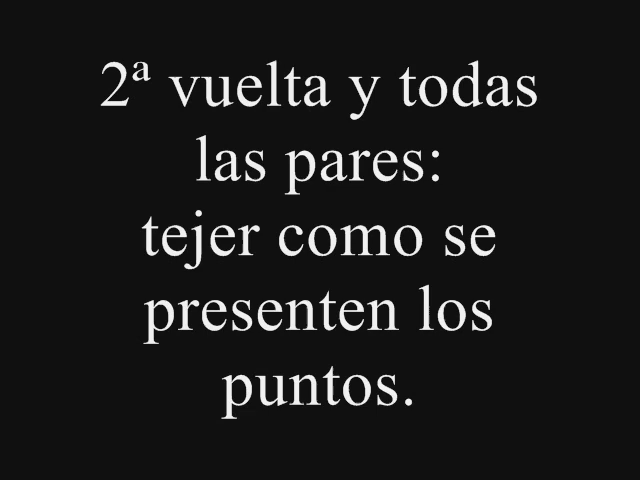 2ª vuelta y todas
las pares:
tejer como se
presenten los
puntos.